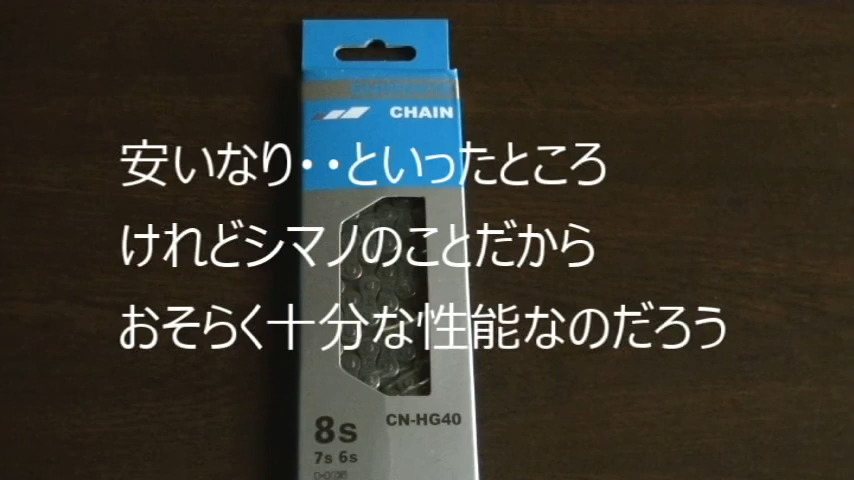 CHAIN
安いなり・・といったところ
けれどシマノのことだから
おそらく十分な性能なのだろう
CN-HG40
8s
7s 6s